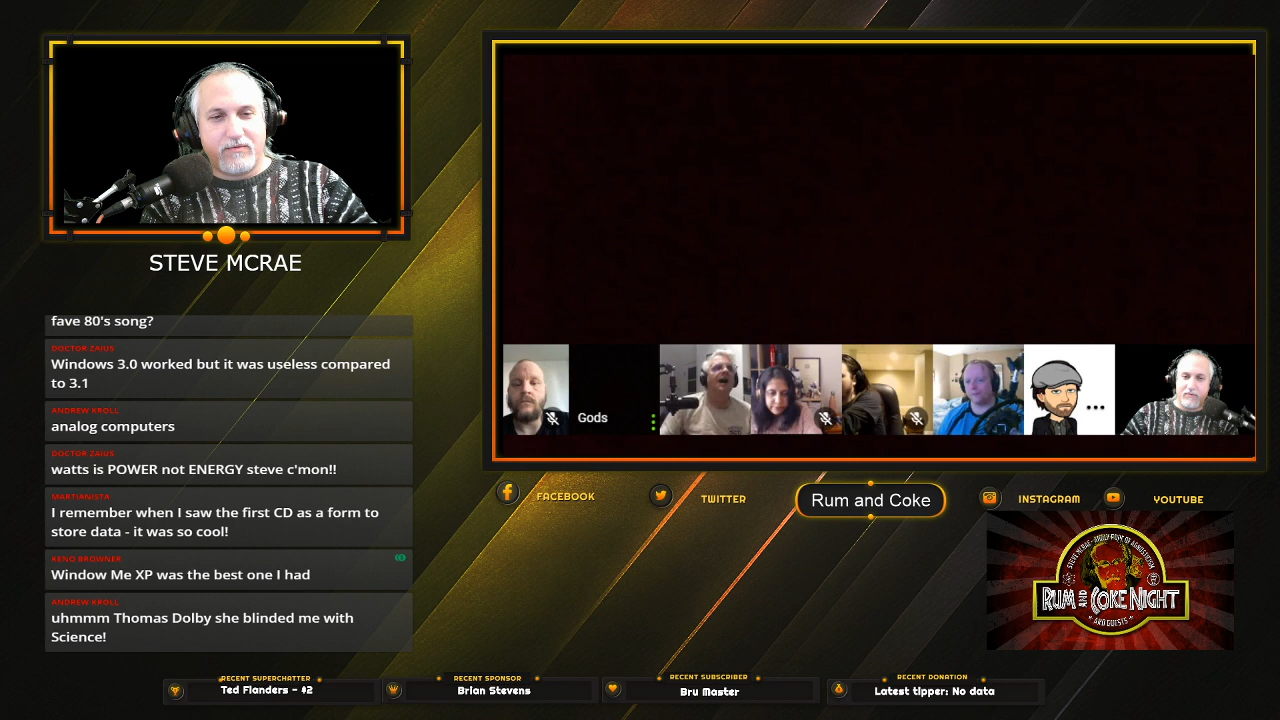 STEVE MCRAE
fave 80's song?
DOCTOR ZAIUS
Windows 3.0 worked but it was useless compared
to 3.1
ANDREW KROLL
analog computers
DOCTOR ZAIUS
watts is POWER not ENERGY steve c'mon!!
MARTIANISTA
I remember when I saw the first CD as a form to
store data - it was so cool!
KENO BROWNER
Window Me XP was the best one I had
ANDREW KROLL
uhmmm Thomas Dolby she blinded me with
Science!
Gods
FACEBOOK
TWITTER
Rum and Coke
INSTAGRAM
YOUTUBE
RUM AND COKE NIGHT
RECENT SUPERCHATTER
Ted Flanders - $2
RECENT SPONSOR
Brian Stevens
RECENT SUBSCRIBER
Bru Master
RECENT DONATION
Latest tipper: No data